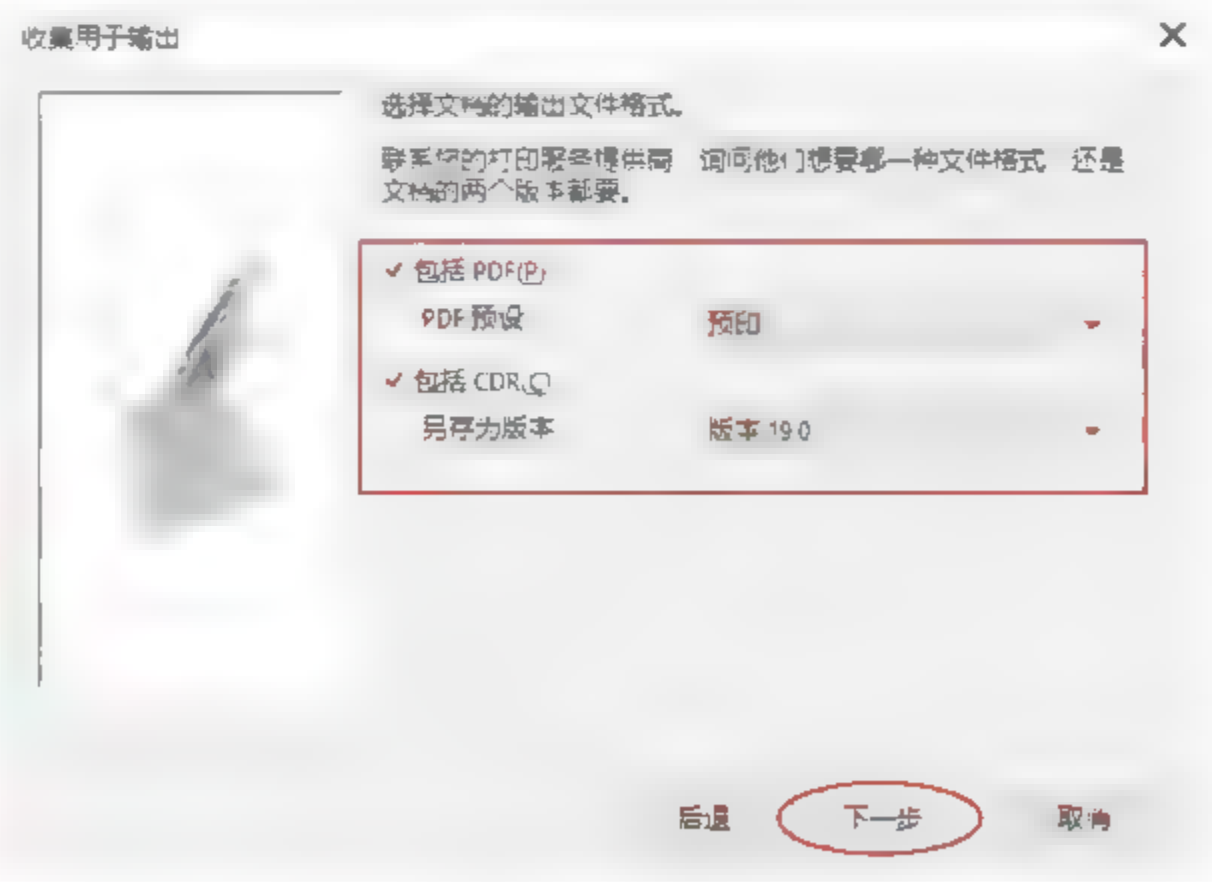 收集用于输出
选择文档的输出文件格式。
联系您的打印服务提供商 询问他们想要哪一种文件格式 还是
文档的两个版本都要。
包括 PDF(P)
PDF 预设 预印
包括 CDR(C)
另存为版本 版本 19.0
后退 下一步 取消